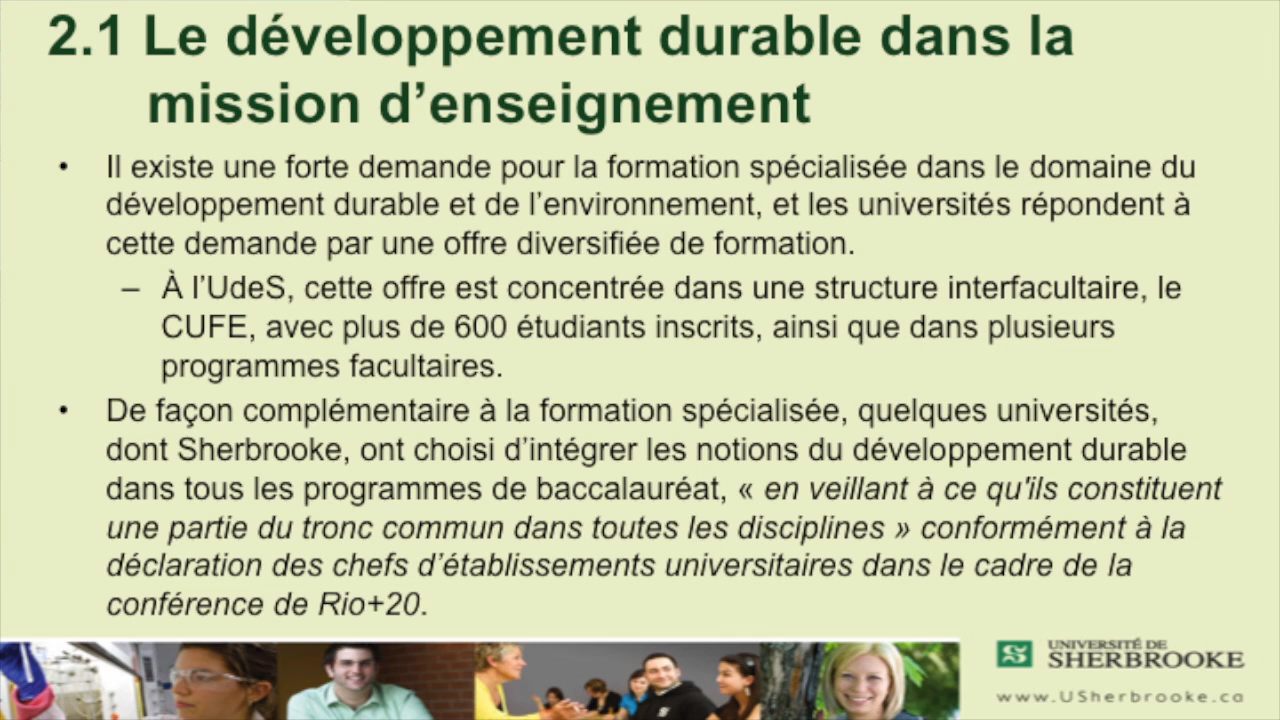 2.1 Le développement durable dans la
mission d’enseignement
• Il existe une forte demande pour la formation spécialisée dans le domaine du
développement durable et de l’environnement, et les universités répondent à
cette demande par une offre diversifiée de formation.
– À l’UdeS, cette offre est concentrée dans une structure interfacultaire, le
CUFE, avec plus de 600 étudiants inscrits, ainsi que dans plusieurs
programmes facultaires.
• De façon complémentaire à la formation spécialisée, quelques universités,
dont Sherbrooke, ont choisi d’intégrer les notions du développement durable
dans tous les programmes de baccalauréat, « en veillant à ce qu'ils constituent
une partie du tronc commun dans toutes les disciplines » conformément à la
déclaration des chefs d’établissements universitaires dans le cadre de la
conférence de Rio+20.
UNIVERSITÉ DE
SHERBROOKE
www.USherbrooke.ca